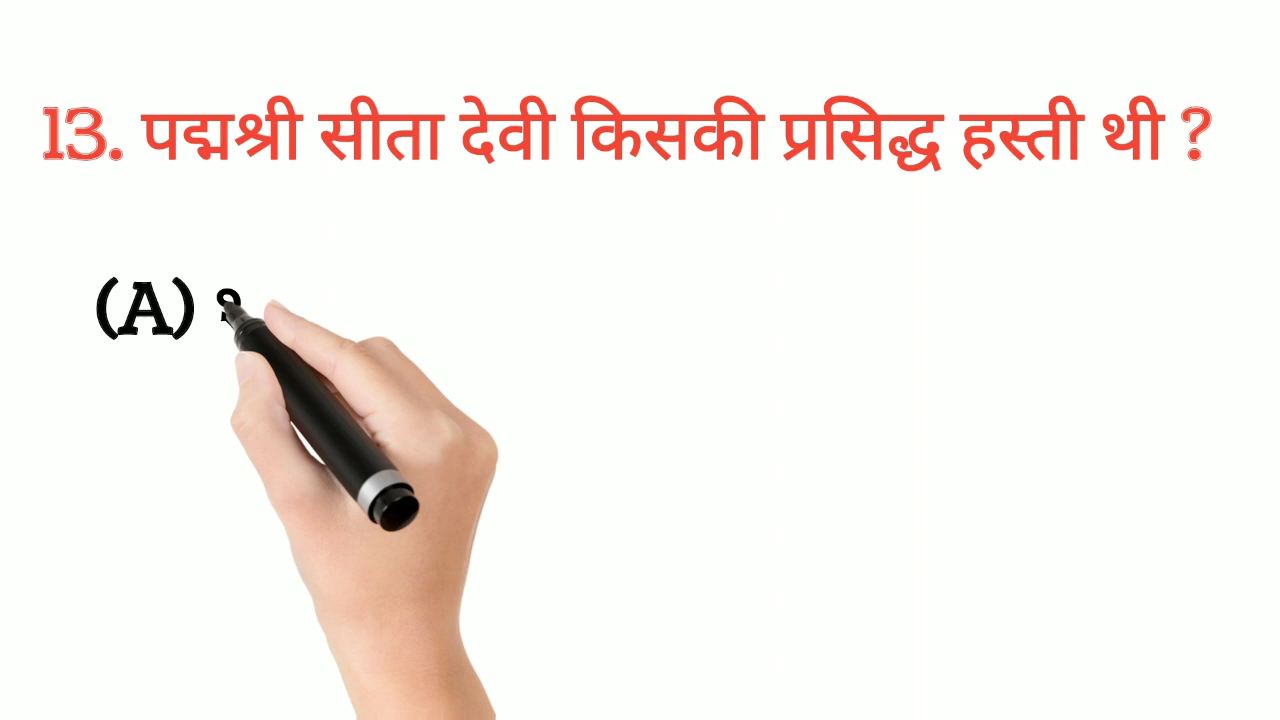 13. पद्मश्री सीता देवी किसकी प्रसिद्ध हस्ती थी ?
(A)